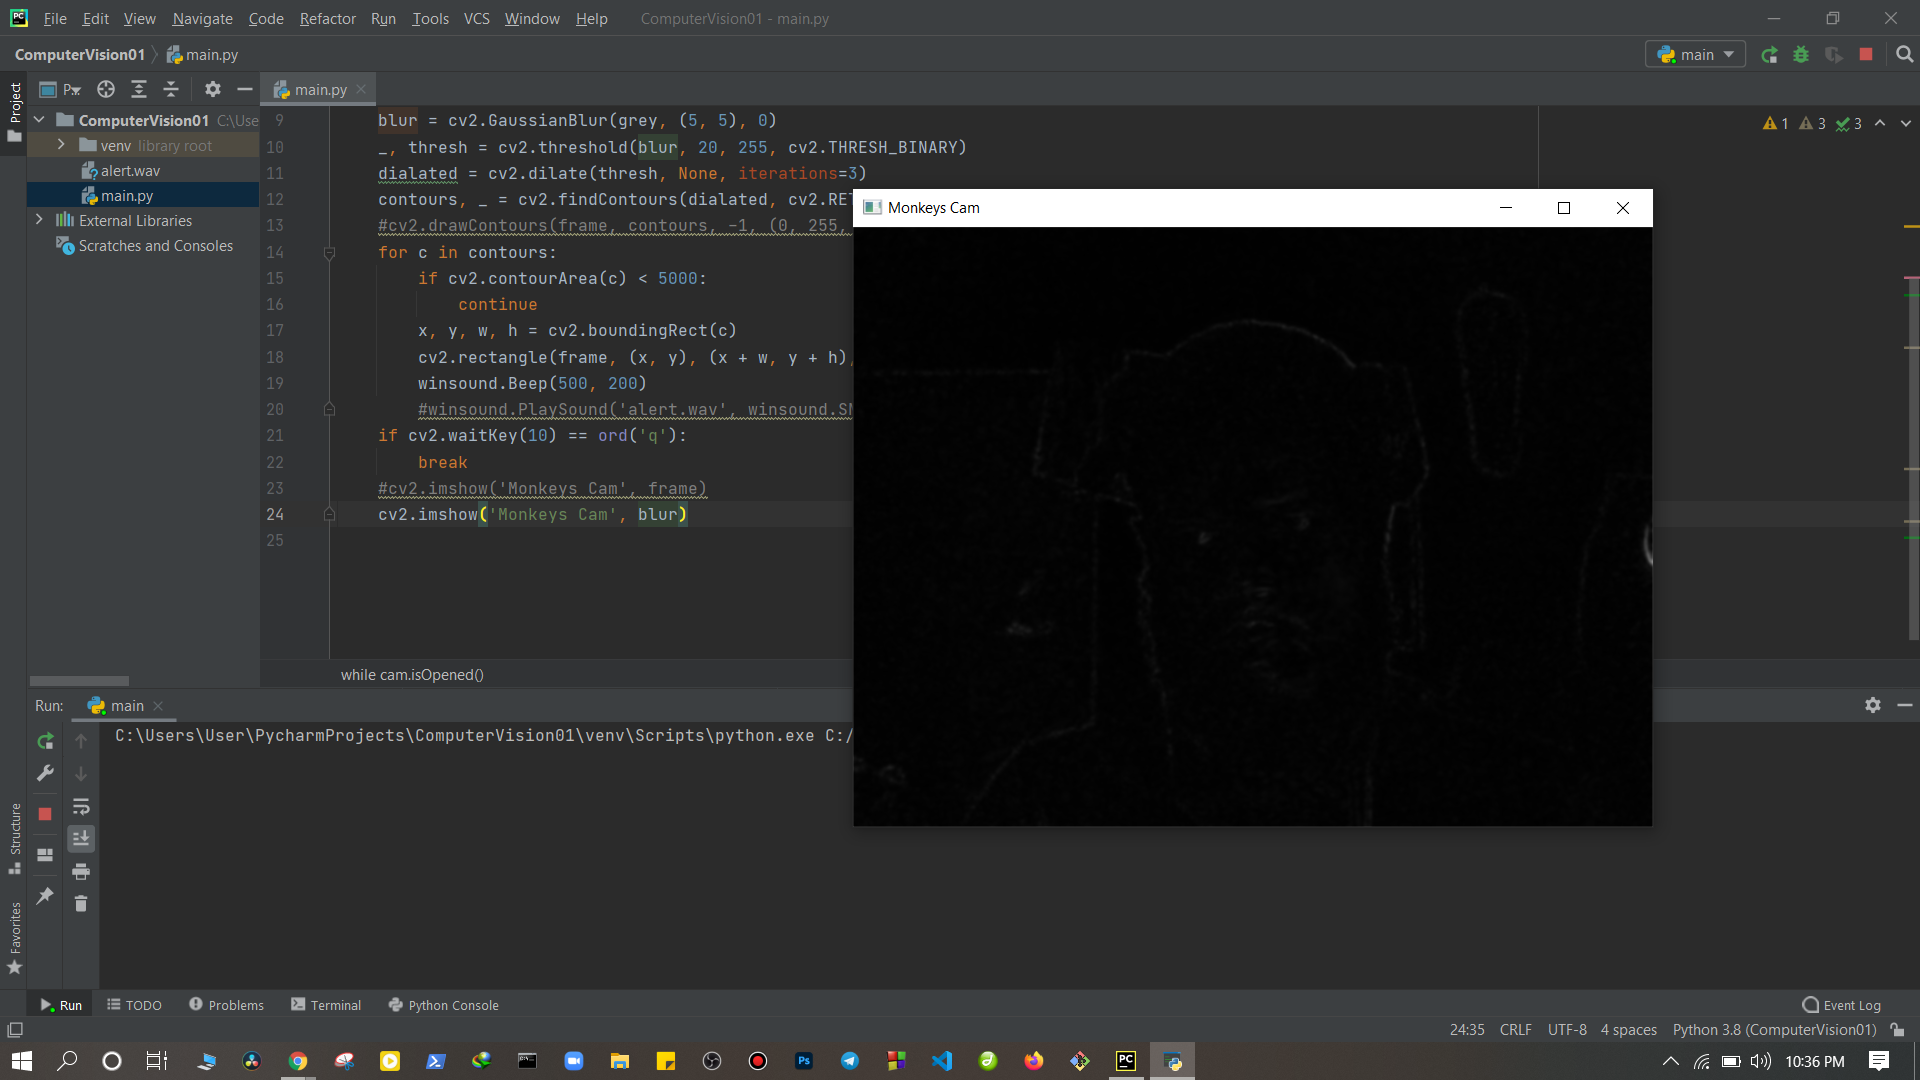 File Edit View Navigate Code Refactor Run Tools VCS Window Help ComputerVision01 - main.py
ComputerVision01 main.py
main
Project
P...
main.py
ComputerVision01 C:\Use
venv library root
alert.wav
main.py
External Libraries
Scratches and Consoles
1 3 3
9 blur = cv2.GaussianBlur(grey, (5, 5), 0)
10 _, thresh = cv2.threshold(blur, 20, 255, cv2.THRESH_BINARY)
11 dialated = cv2.dilate(thresh, None, iterations=3)
12 contours, _ = cv2.findContours(dialated, cv2.RET
13 #cv2.drawContours(frame, contours, -1, (0, 255,
14 for c in contours:
15 if cv2.contourArea(c) < 5000:
16 continue
17 x, y, w, h = cv2.boundingRect(c)
18 cv2.rectangle(frame, (x, y), (x + w, y + h),
19 winsound.Beep(500, 200)
20 #winsound.PlaySound('alert.wav', winsound.SN
21 if cv2.waitKey(10) == ord('q'):
22 break
23 #cv2.imshow('Monkeys Cam', frame)
24 cv2.imshow('Monkeys Cam', blur)
25
while cam.isOpened()
Monkeys Cam
Run: main
C:\Users\User\PycharmProjects\ComputerVision01\venv\Scripts\python.exe C:/
Structure
Favorites
Run TODO Problems Terminal Python Console Event Log
24:35 CRLF UTF-8 4 spaces Python 3.8 (ComputerVision01)
10:36 PM